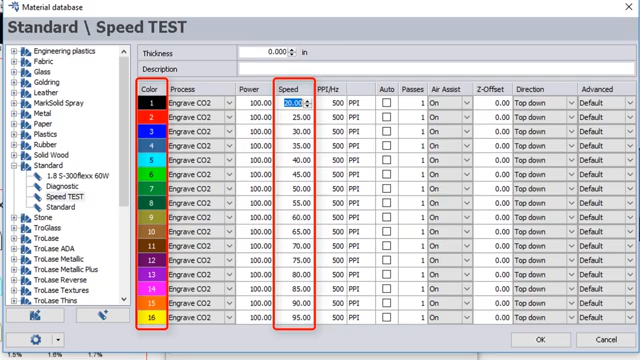 Material database
Standard \ Speed TEST
Engineering plastics
Fabric
Glass
Goldring
Leather
MarkSolid Spray
Metal
Paper
Plastics
Rubber
Solid Wood
Standard
1.8 S-300flexx 60W
Diagnostic
Speed TEST
Standard
Stone
TroGlass
TroLase
TroLase ADA
TroLase Metallic
TroLase Metallic Plus
TroLase Textures
TroLase Thins
Thickness 0.000 in
Description
Color Process Power Speed PPI/Hz Auto Passes Air Assist Z-Offset Direction Advanced
1 Engrave CO2 100.00 20.00 500 PPI 1 On 0.00 Top down Default
2 Engrave CO2 100.00 25.00 500 PPI 1 On 0.00 Top down Default
3 Engrave CO2 100.00 30.00 500 PPI 1 On 0.00 Top down Default
4 Engrave CO2 100.00 35.00 500 PPI 1 On 0.00 Top down Default
5 Engrave CO2 100.00 40.00 500 PPI 1 On 0.00 Top down Default
6 Engrave CO2 100.00 45.00 500 PPI 1 On 0.00 Top down Default
7 Engrave CO2 100.00 50.00 500 PPI 1 On 0.00 Top down Default
8 Engrave CO2 100.00 55.00 500 PPI 1 On 0.00 Top down Default
9 Engrave CO2 100.00 60.00 500 PPI 1 On 0.00 Top down Default
10 Engrave CO2 100.00 65.00 500 PPI 1 On 0.00 Top down Default
11 Engrave CO2 100.00 70.00 500 PPI 1 On 0.00 Top down Default
12 Engrave CO2 100.00 75.00 500 PPI 1 On 0.00 Top down Default
13 Engrave CO2 100.00 80.00 500 PPI 1 On 0.00 Top down Default
14 Engrave CO2 100.00 85.00 500 PPI 1 On 0.00 Top down Default
15 Engrave CO2 100.00 90.00 500 PPI 1 On 0.00 Top down Default
16 Engrave CO2 100.00 95.00 500 PPI 1 On 0.00 Top down Default
OK Cancel